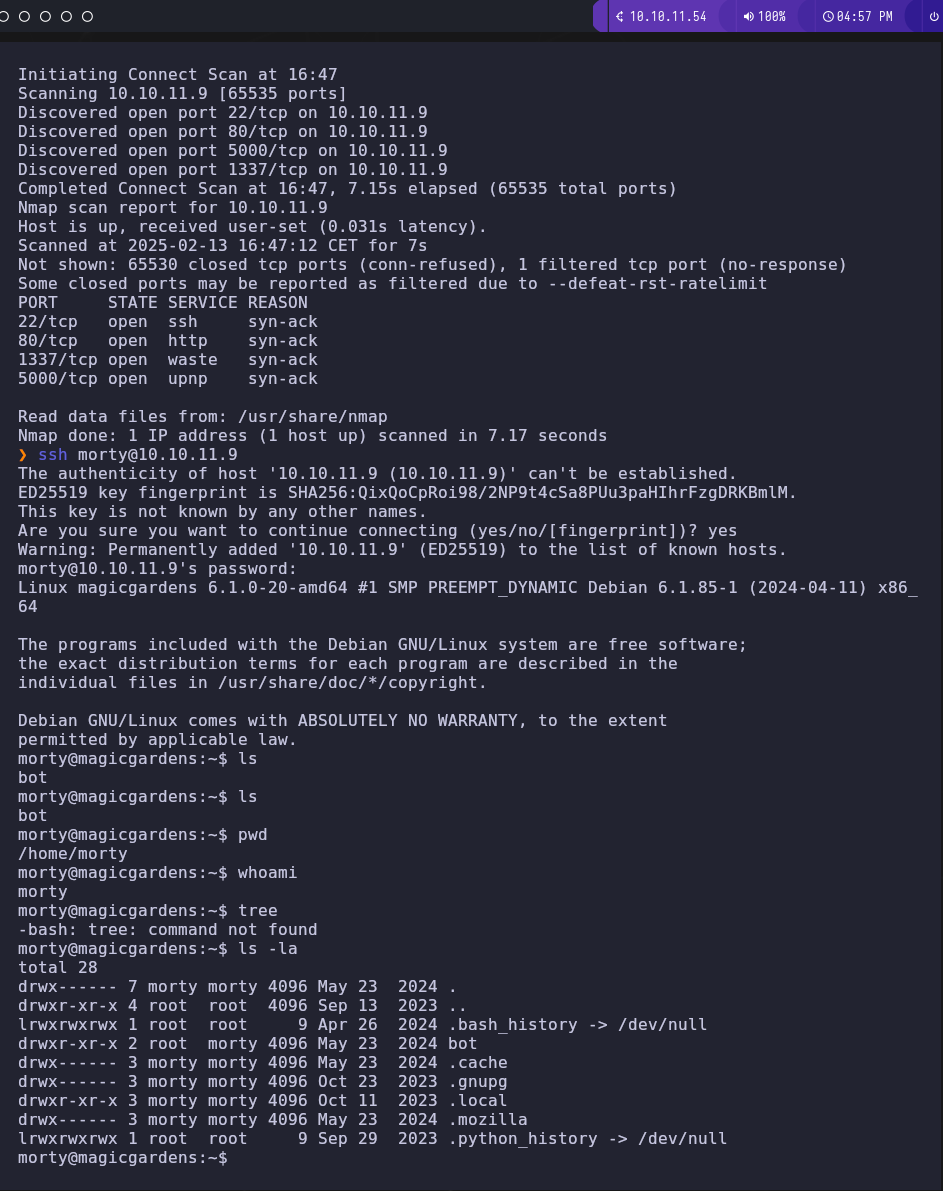 10.10.11.54 100% 04:57 PM
Initiating Connect Scan at 16:47
Scanning 10.10.11.9 [65535 ports]
Discovered open port 22/tcp on 10.10.11.9
Discovered open port 80/tcp on 10.10.11.9
Discovered open port 5000/tcp on 10.10.11.9
Discovered open port 1337/tcp on 10.10.11.9
Completed Connect Scan at 16:47, 7.15s elapsed (65535 total ports)
Nmap scan report for 10.10.11.9
Host is up, received user-set (0.031s latency).
Scanned at 2025-02-13 16:47:12 CET for 7s
Not shown: 65530 closed tcp ports (conn-refused), 1 filtered tcp port (no-response)
Some closed ports may be reported as filtered due to --defeat-rst-ratelimit
PORT     STATE SERVICE REASON
22/tcp   open  ssh     syn-ack
80/tcp   open  http    syn-ack
1337/tcp open  waste   syn-ack
5000/tcp open  upnp    syn-ack
Read data files from: /usr/share/nmap
Nmap done: 1 IP address (1 host up) scanned in 7.17 seconds
❯ ssh morty@10.10.11.9
The authenticity of host '10.10.11.9 (10.10.11.9)' can't be established.
ED25519 key fingerprint is SHA256:QixQoCpRoi98/2NP9t4cSa8PUu3paHIhrFzgDRKBmlM.
This key is not known by any other names.
Are you sure you want to continue connecting (yes/no/[fingerprint])? yes
Warning: Permanently added '10.10.11.9' (ED25519) to the list of known hosts.
morty@10.10.11.9's password:
Linux magicgardens 6.1.0-20-amd64 #1 SMP PREEMPT_DYNAMIC Debian 6.1.85-1 (2024-04-11) x86_
64
The programs included with the Debian GNU/Linux system are free software;
the exact distribution terms for each program are described in the
individual files in /usr/share/doc/*/copyright.
Debian GNU/Linux comes with ABSOLUTELY NO WARRANTY, to the extent
permitted by applicable law.
morty@magicgardens:~$ ls
bot
morty@magicgardens:~$ ls
bot
morty@magicgardens:~$ pwd
/home/morty
morty@magicgardens:~$ whoami
morty
morty@magicgardens:~$ tree
-bash: tree: command not found
morty@magicgardens:~$ ls -la
total 28
drwx------ 7 morty morty 4096 May 23  2024 .
drwxr-xr-x 4 root  root  4096 Sep 13  2023 ..
lrwxrwxrwx 1 root  root     9 Apr 26  2024 .bash_history -> /dev/null
drwxr-xr-x 2 root  morty 4096 May 23  2024 bot
drwx------ 3 morty morty 4096 May 23  2024 .cache
drwx------ 3 morty morty 4096 Oct 23  2023 .gnupg
drwxr-xr-x 3 morty morty 4096 Oct 11  2023 .local
drwx------ 3 morty morty 4096 May 23  2024 .mozilla
lrwxrwxrwx 1 root  root     9 Sep 29  2023 .python_history -> /dev/null
morty@magicgardens:~$